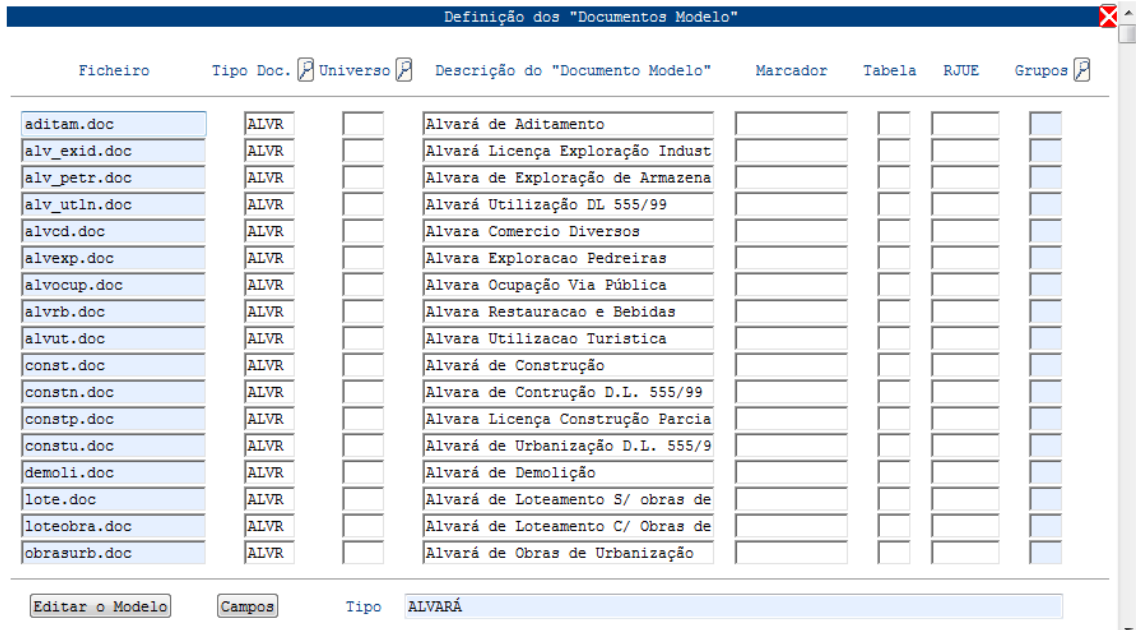 Definição dos "Documentos Modelo"
Ficheiro Tipo Doc. Universo Descrição do "Documento Modelo" Marcador Tabela RJUE Grupos
aditam.doc ALVR Alvará de Aditamento
alv_exid.doc ALVR Alvará Licença Exploração Indust
alv_petr.doc ALVR Alvara de Exploração de Armazena
alv_utln.doc ALVR Alvará Utilização DL 555/99
alvcd.doc ALVR Alvara Comercio Diversos
alvexp.doc ALVR Alvara Exploracao Pedreiras
alvocup.doc ALVR Alvara Ocupação Via Pública
alvrb.doc ALVR Alvara Restauracao e Bebidas
alvut.doc ALVR Alvara Utilizacao Turistica
const.doc ALVR Alvará de Construção
constn.doc ALVR Alvara de Contrução D.L. 555/99
constp.doc ALVR Alvara Licença Construção Parcia
constu.doc ALVR Alvará de Urbanização D.L. 555/9
demoli.doc ALVR Alvará de Demolição
lote.doc ALVR Alvará de Loteamento S/ obras de
loteobra.doc ALVR Alvará de Loteamento C/ Obras de
obrasurb.doc ALVR Alvará de Obras de Urbanização
Editar o Modelo Campos Tipo ALVARÁ